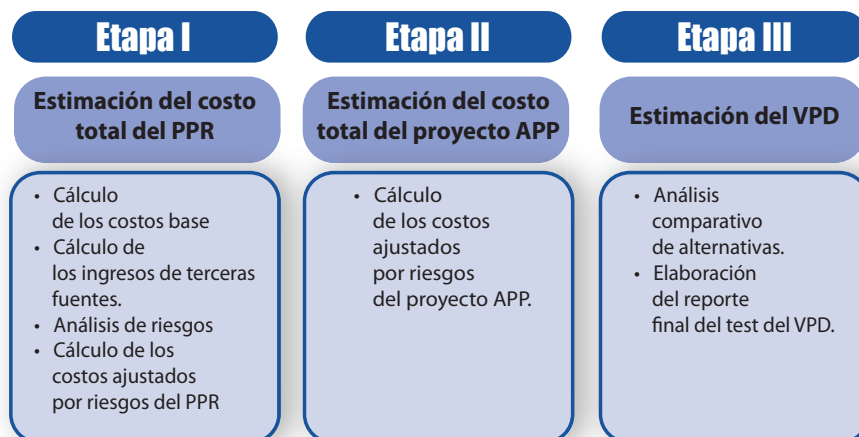 Etapa I
Estimación del costo
total del PPR
• Cálculo
de los costos base
• Cálculo de
los ingresos de terceras
fuentes.
• Análisis de riesgos
• Cálculo de los
costos ajustados
por riesgos del PPR
Etapa II
Estimación del costo
total del proyecto APP
• Cálculo
de los costos
ajustados
por riesgos
del proyecto APP.
Etapa III
Estimación del VPD
• Análisis
comparativo
de alternativas.
• Elaboración
del reporte
final del test del VPD.